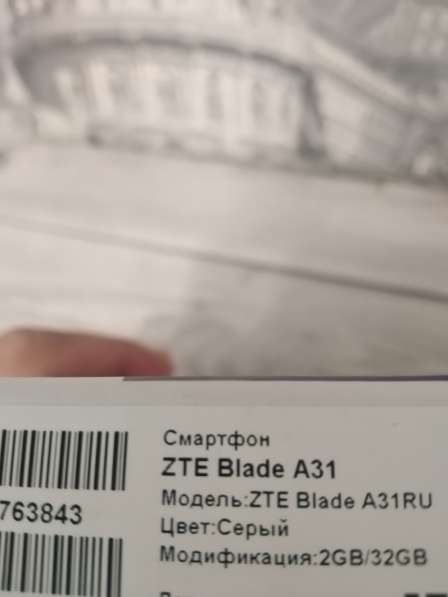 Смартфон
ZTE Blade A31
Модель:ZTE Blade A31RU
763843
Цвет:Серый
Модификация:2GB/32GB